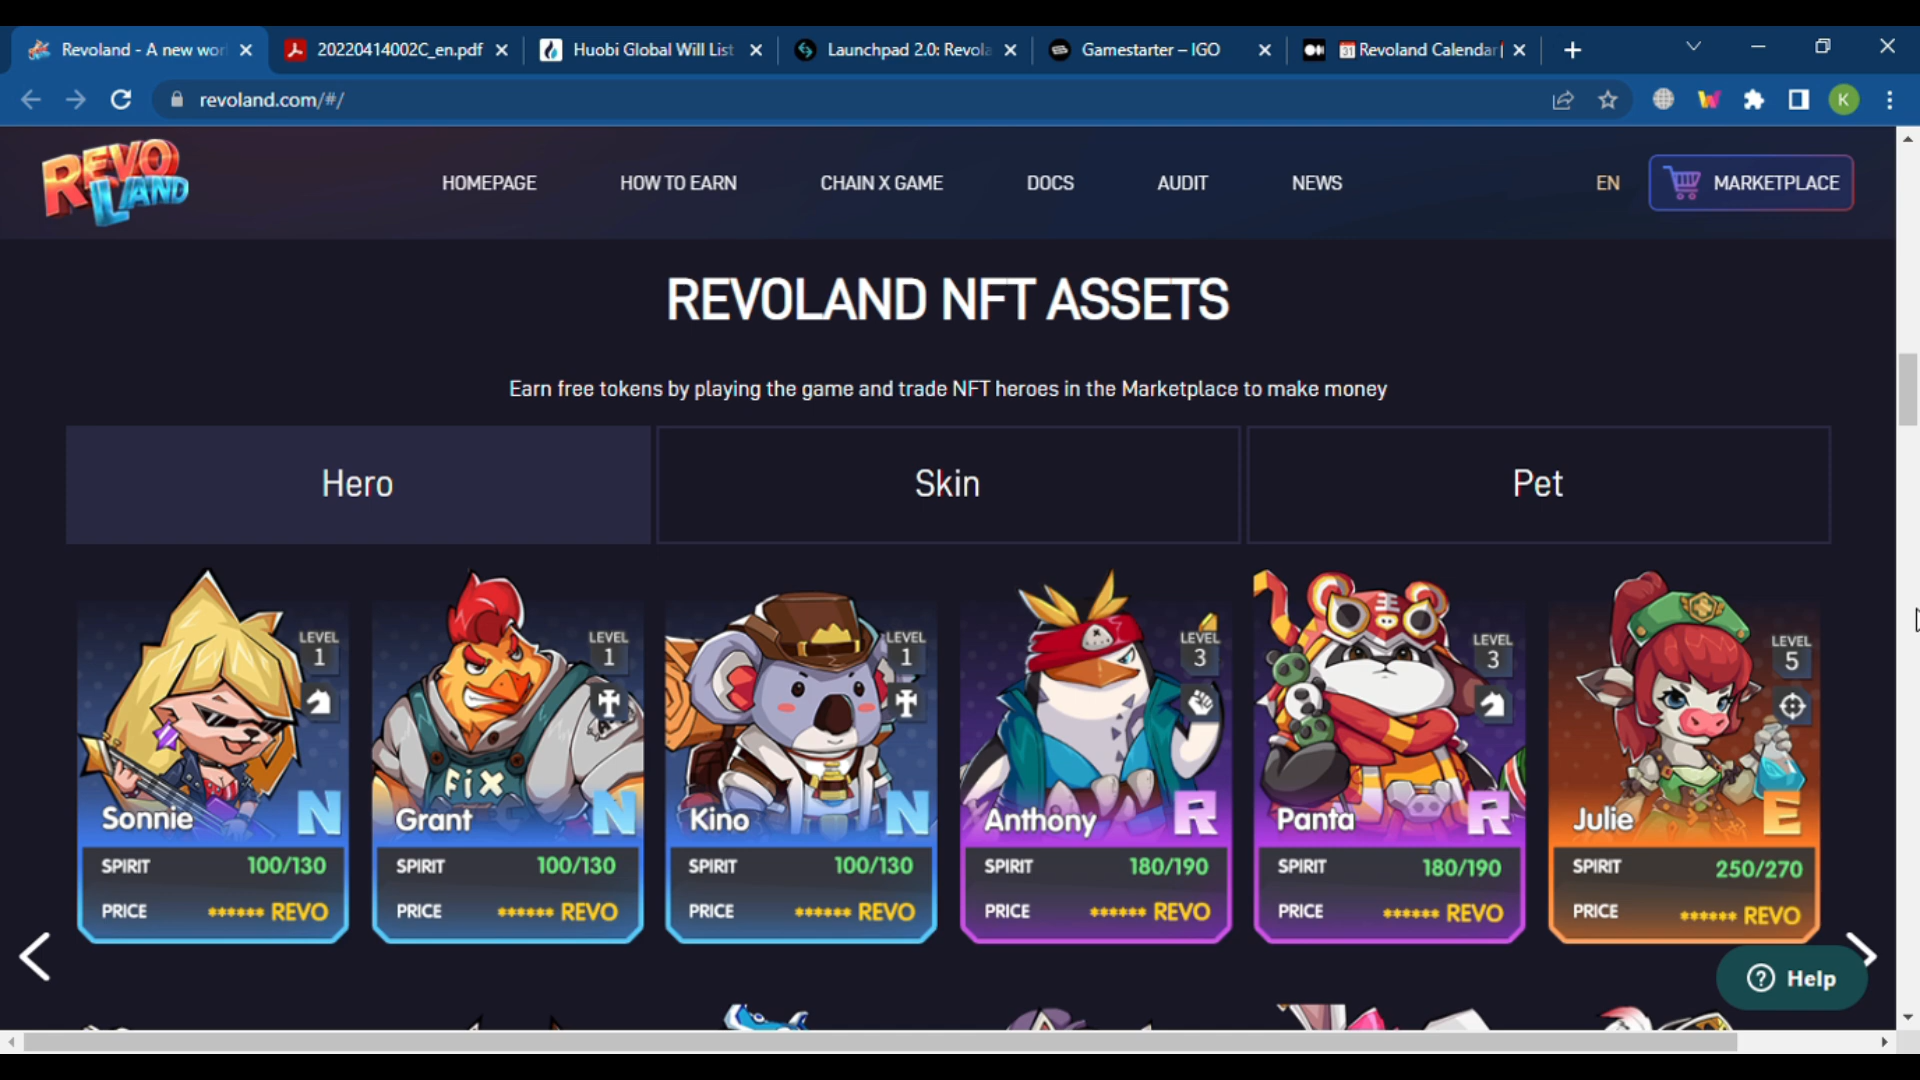 Revoland - A new wor
20220414002C_en.pdf
Huobi Global Will List
Launchpad 2.0: Revola
Gamestarter – IGO
31 Revoland Calendar
revoland.com/#/
K
REVO LAND
HOMEPAGE
HOW TO EARN
CHAIN X GAME
DOCS
AUDIT
NEWS
EN
MARKETPLACE
REVOLAND NFT ASSETS
Earn free tokens by playing the game and trade NFT heroes in the Marketplace to make money
Hero
Skin
Pet
LEVEL 1
Sonnie N
SPIRIT 100/130
PRICE ****** REVO
LEVEL 1
FiX
Grant N
SPIRIT 100/130
PRICE ****** REVO
LEVEL 1
Kino N
SPIRIT 100/130
PRICE ****** REVO
LEVEL 3
Anthony R
SPIRIT 180/190
PRICE ****** REVO
LEVEL 3
王
Panta R
SPIRIT 180/190
PRICE ****** REVO
LEVEL 5
Julie E
SPIRIT 250/270
PRICE ****** REVO
? Help